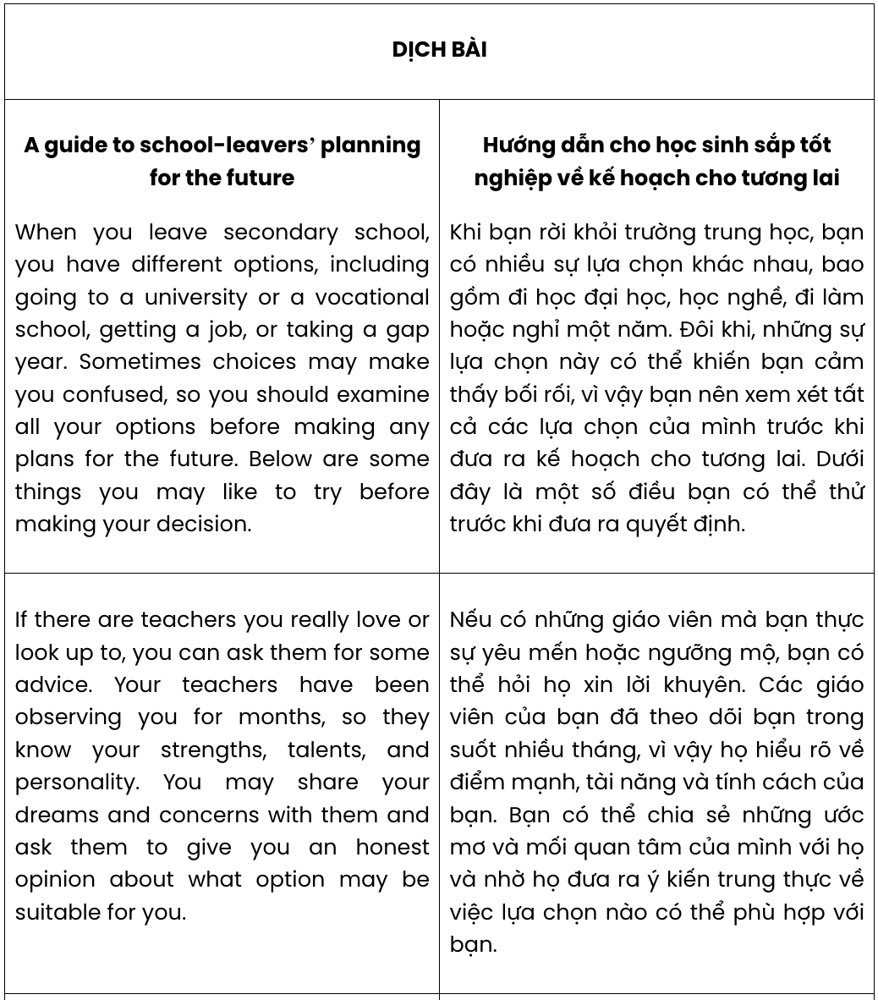 DỊCH BÀI
A guide to school-leavers’ planning
for the future
When you leave secondary school,
you have different options, including
going to a university or a vocational
school, getting a job, or taking a gap
year. Sometimes choices may make
you confused, so you should examine
all your options before making any
plans for the future. Below are some
things you may like to try before
making your decision.
Hướng dẫn cho học sinh sắp tốt
nghiệp về kế hoạch cho tương lai
Khi bạn rời khỏi trường trung học, bạn
có nhiều sự lựa chọn khác nhau, bao
gồm đi học đại học, học nghề, đi làm
hoặc nghỉ một năm. Đôi khi, những sự
lựa chọn này có thể khiến bạn cảm
thấy bối rối, vì vậy bạn nên xem xét tất
cả các lựa chọn của mình trước khi
đưa ra kế hoạch cho tương lai. Dưới
đây là một số điều bạn có thể thử
trước khi đưa ra quyết định.
If there are teachers you really love or
look up to, you can ask them for some
advice. Your teachers have been
observing you for months, so they
know your strengths, talents, and
personality. You may share your
dreams and concerns with them and
ask them to give you an honest
opinion about what option may be
suitable for you.
Nếu có những giáo viên mà bạn thực
sự yêu mến hoặc ngưỡng mộ, bạn có
thể hỏi họ xin lời khuyên. Các giáo
viên của bạn đã theo dõi bạn trong
suốt nhiều tháng, vì vậy họ hiểu rõ về
điểm mạnh, tài năng và tính cách của
bạn. Bạn có thể chia sẻ những ước
mơ và mối quan tâm của mình với họ
và nhờ họ đưa ra ý kiến trung thực về
việc lựa chọn nào có thể phù hợp với
bạn.